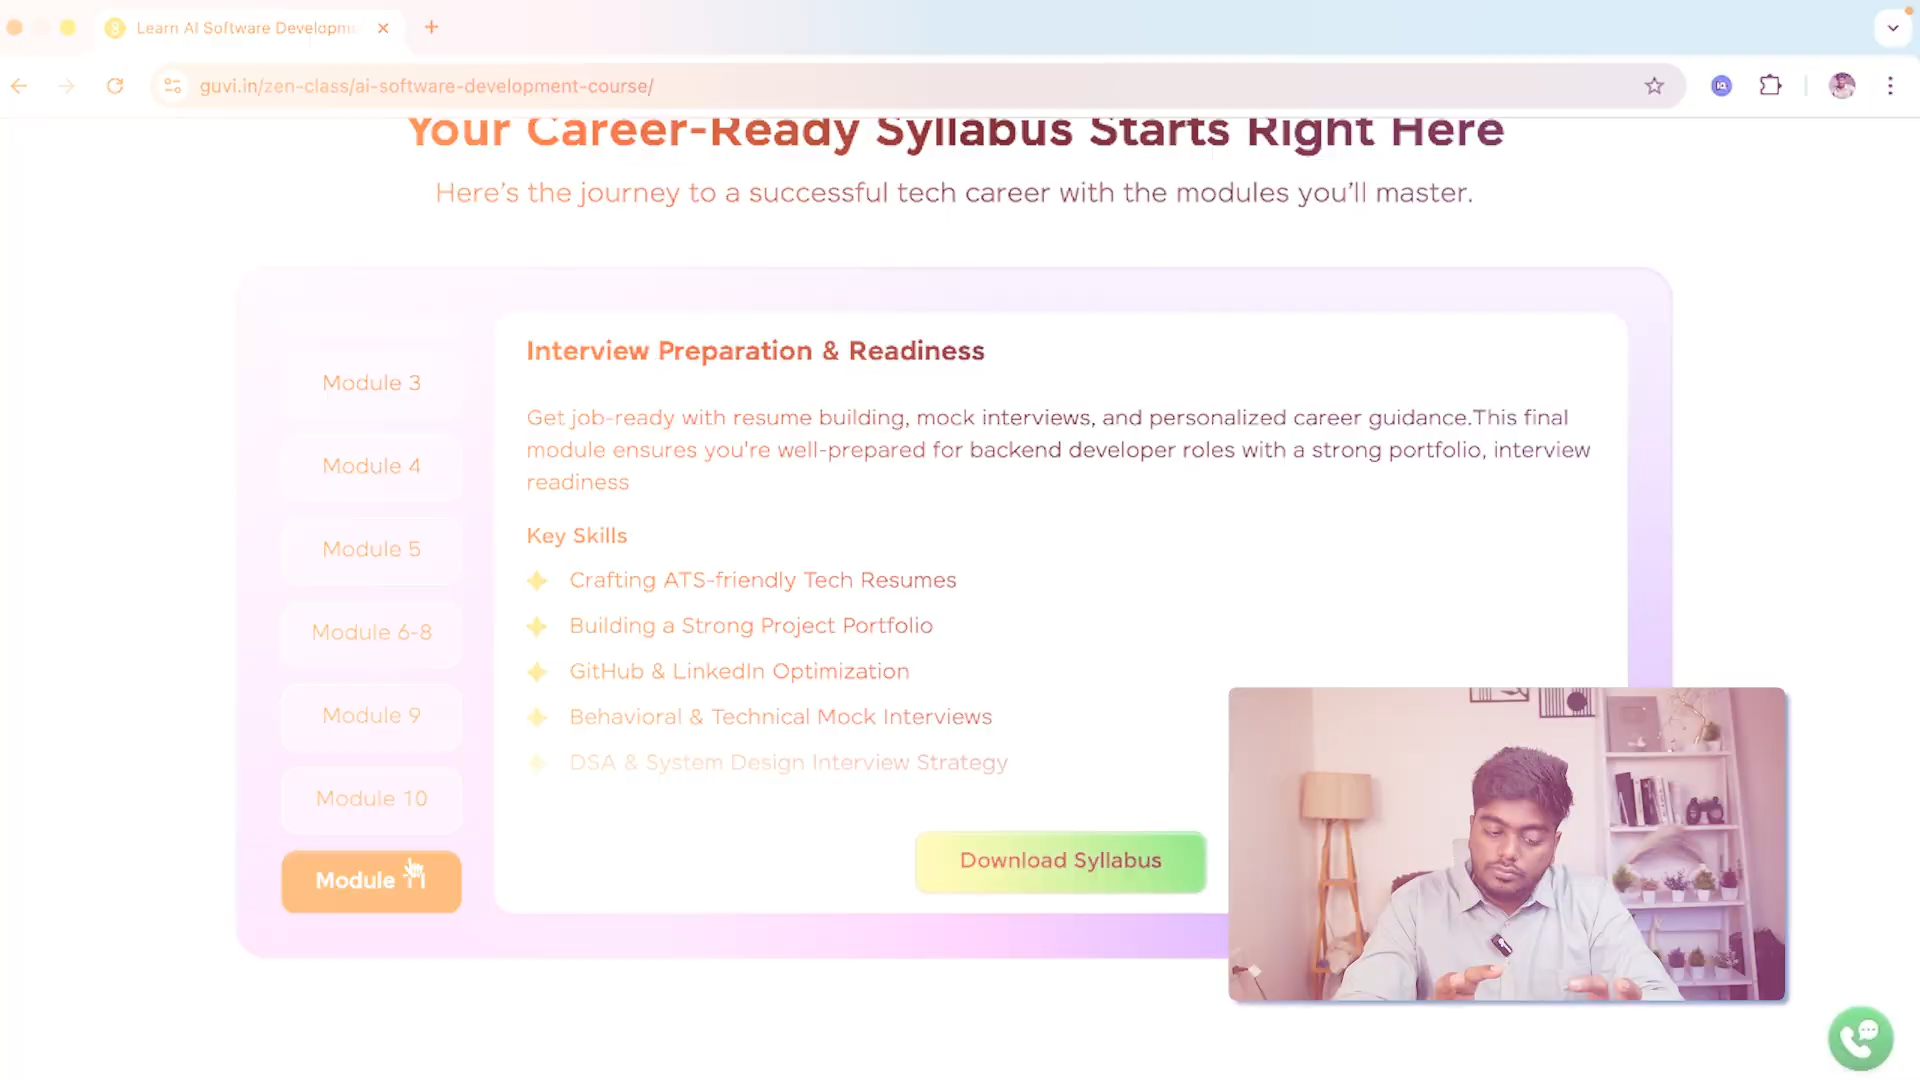 Learn AI Software Developm
guvi.in/zen-class/ai-software-development-course/
Your Career-Ready Syllabus Starts Right Here
Here's the journey to a successful tech career with the modules you'll master.
Module 3
Module 4
Module 5
Module 6-8
Module 9
Module 10
Module 11
Interview Preparation & Readiness
Get job-ready with resume building, mock interviews, and personalized career guidance.This final
module ensures you're well-prepared for backend developer roles with a strong portfolio, interview
readiness
Key Skills
Crafting ATS-friendly Tech Resumes
Building a Strong Project Portfolio
GitHub & LinkedIn Optimization
Behavioral & Technical Mock Interviews
DSA & System Design Interview Strategy
Download Syllabus